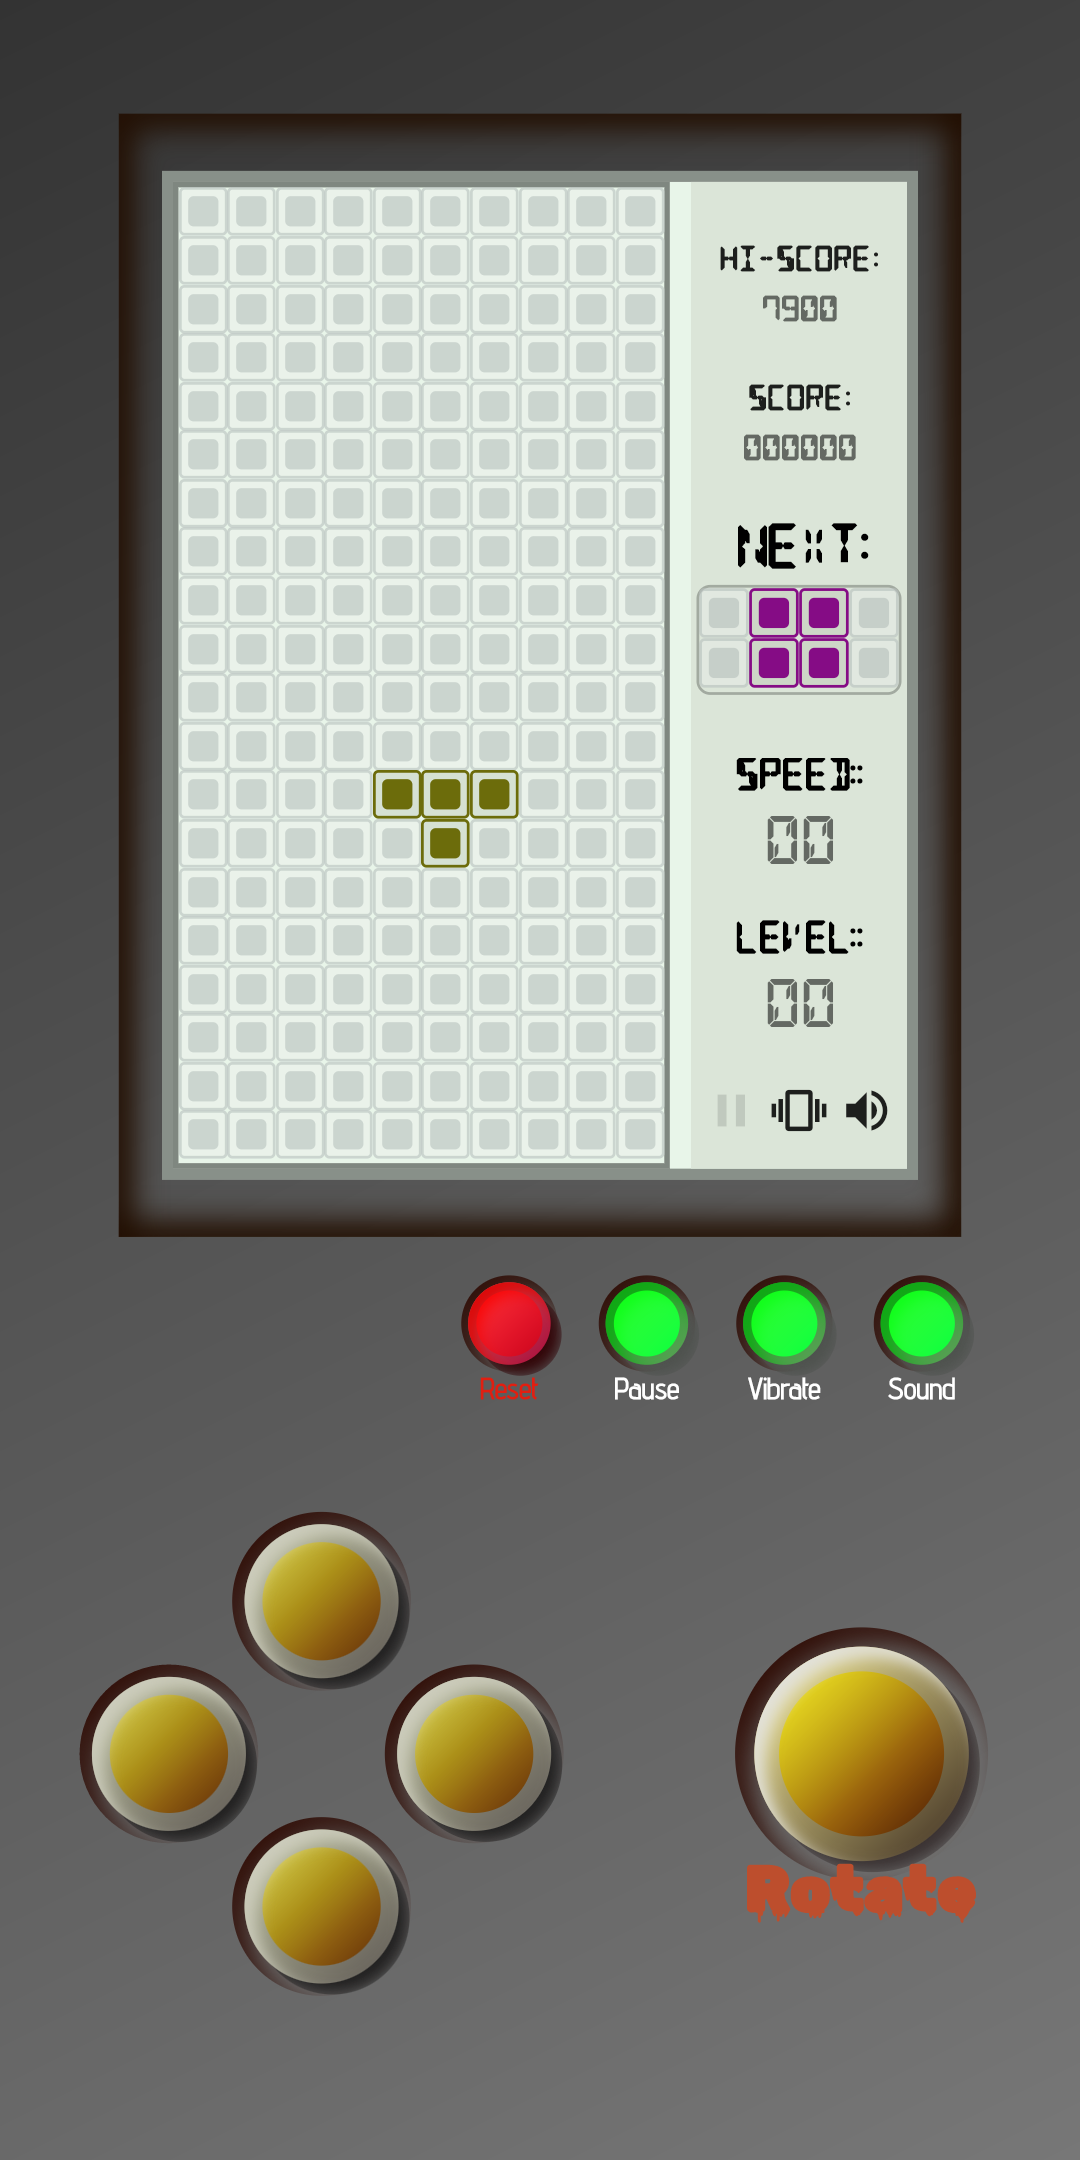 HI-SCORE:
7900
SCORE:
000000
NEXT:
SPEED::
00
LEVEL::
00
Reset
Pause
Vibrate
Sound
Rotate